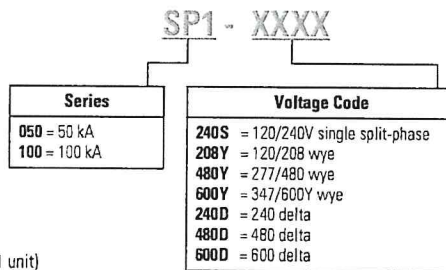 SP1 - XXXX
Series
050 = 50 kA
100 = 100 kA
Voltage Code
240S = 120/240V single split-phase
208Y = 120/208 wye
480Y = 277/480 wye
600Y = 347/600Y wye
240D = 240 delta
480D = 480 delta
600D = 600 delta
unit)